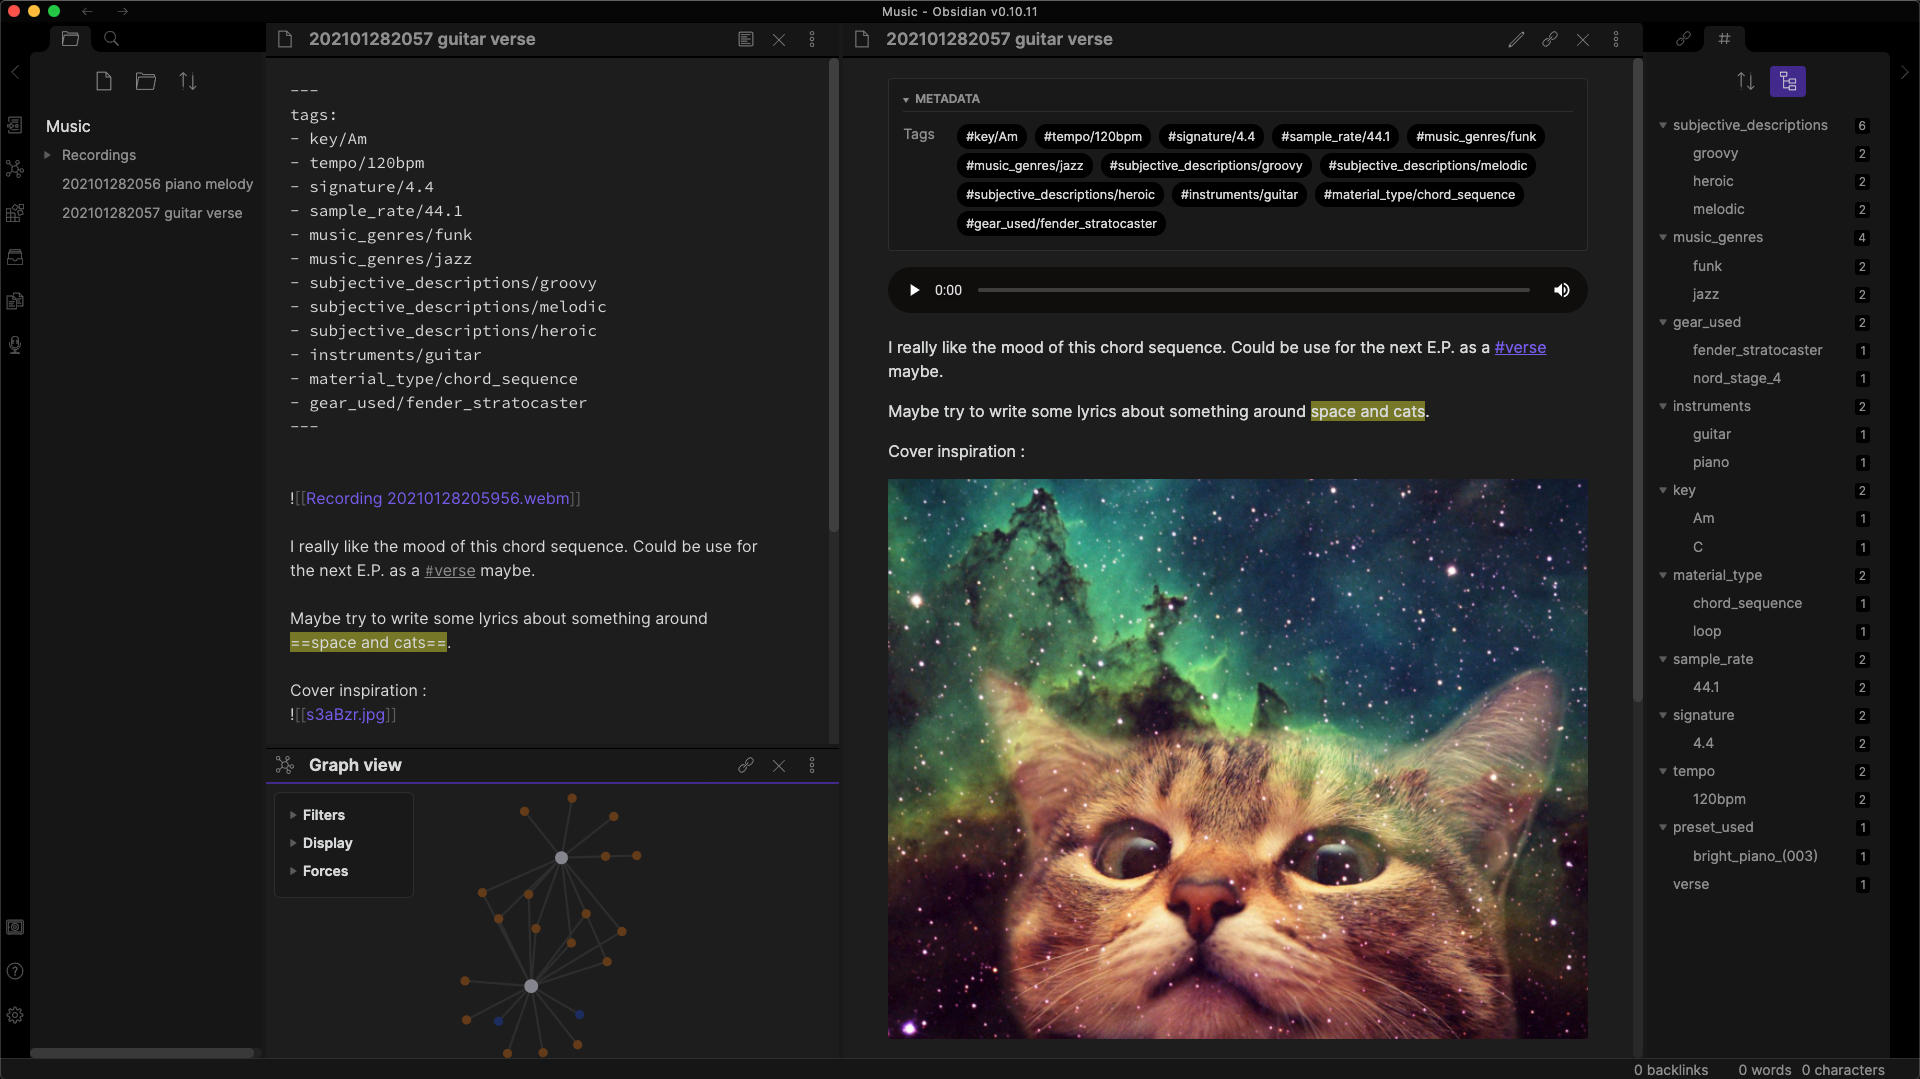 Music - Obsidian v0.10.11
Music
Recordings
202101282056 piano melody
202101282057 guitar verse
202101282057 guitar verse
---
tags:
- key/Am
- tempo/120bpm
- signature/4.4
- sample_rate/44.1
- music_genres/funk
- music_genres/jazz
- subjective_descriptions/groovy
- subjective_descriptions/melodic
- subjective_descriptions/heroic
- instruments/guitar
- material_type/chord_sequence
- gear_used/fender_stratocaster
---
![[Recording 20210128205956.webm]]
I really like the mood of this chord sequence. Could be use for
the next E.P. as a #verse maybe.
Maybe try to write some lyrics about something around
==space and cats==.
Cover inspiration :
![[s3aBzr.jpg]]
Graph view
Filters
Display
Forces
202101282057 guitar verse
METADATA
Tags #key/Am #tempo/120bpm #signature/4.4 #sample_rate/44.1 #music_genres/funk
#music_genres/jazz #subjective_descriptions/groovy #subjective_descriptions/melodic
#subjective_descriptions/heroic #instruments/guitar #material_type/chord_sequence
#gear_used/fender_stratocaster
0:00
I really like the mood of this chord sequence. Could be use for the next E.P. as a #verse
maybe.
Maybe try to write some lyrics about something around space and cats.
Cover inspiration :
subjective_descriptions 6
groovy 2
heroic 2
melodic 2
music_genres 4
funk 2
jazz 2
gear_used 2
fender_stratocaster 1
nord_stage_4 1
instruments 2
guitar 1
piano 1
key 2
Am 1
C 1
material_type 2
chord_sequence 1
loop 1
sample_rate 2
44.1 2
signature 2
4.4 2
tempo 2
120bpm 2
preset_used 1
bright_piano_(003) 1
verse 1
0 backlinks 0 words 0 characters